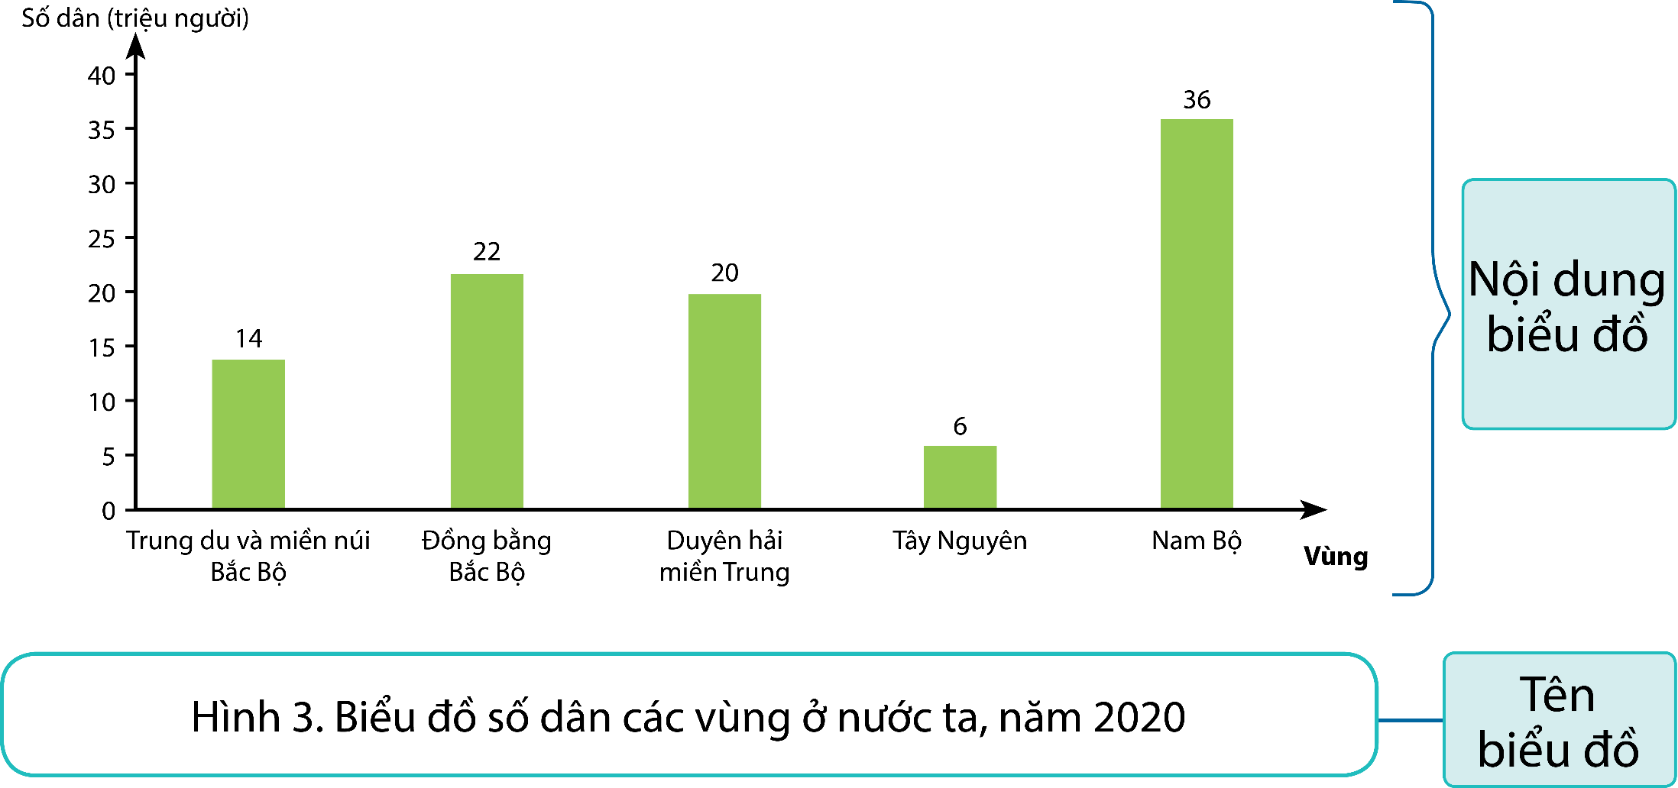 Số dân (triệu người)
40
35
30
25
20
15
10
5
0
14
22
20
6
36
Trung du và miền núi
Bắc Bộ
Đồng bằng
Bắc Bộ
Duyên hải
miền Trung
Tây Nguyên
Nam Bộ
Vùng
Nội dung
biểu đồ
Hình 3. Biểu đồ số dân các vùng ở nước ta, năm 2020
Tên
biểu đồ